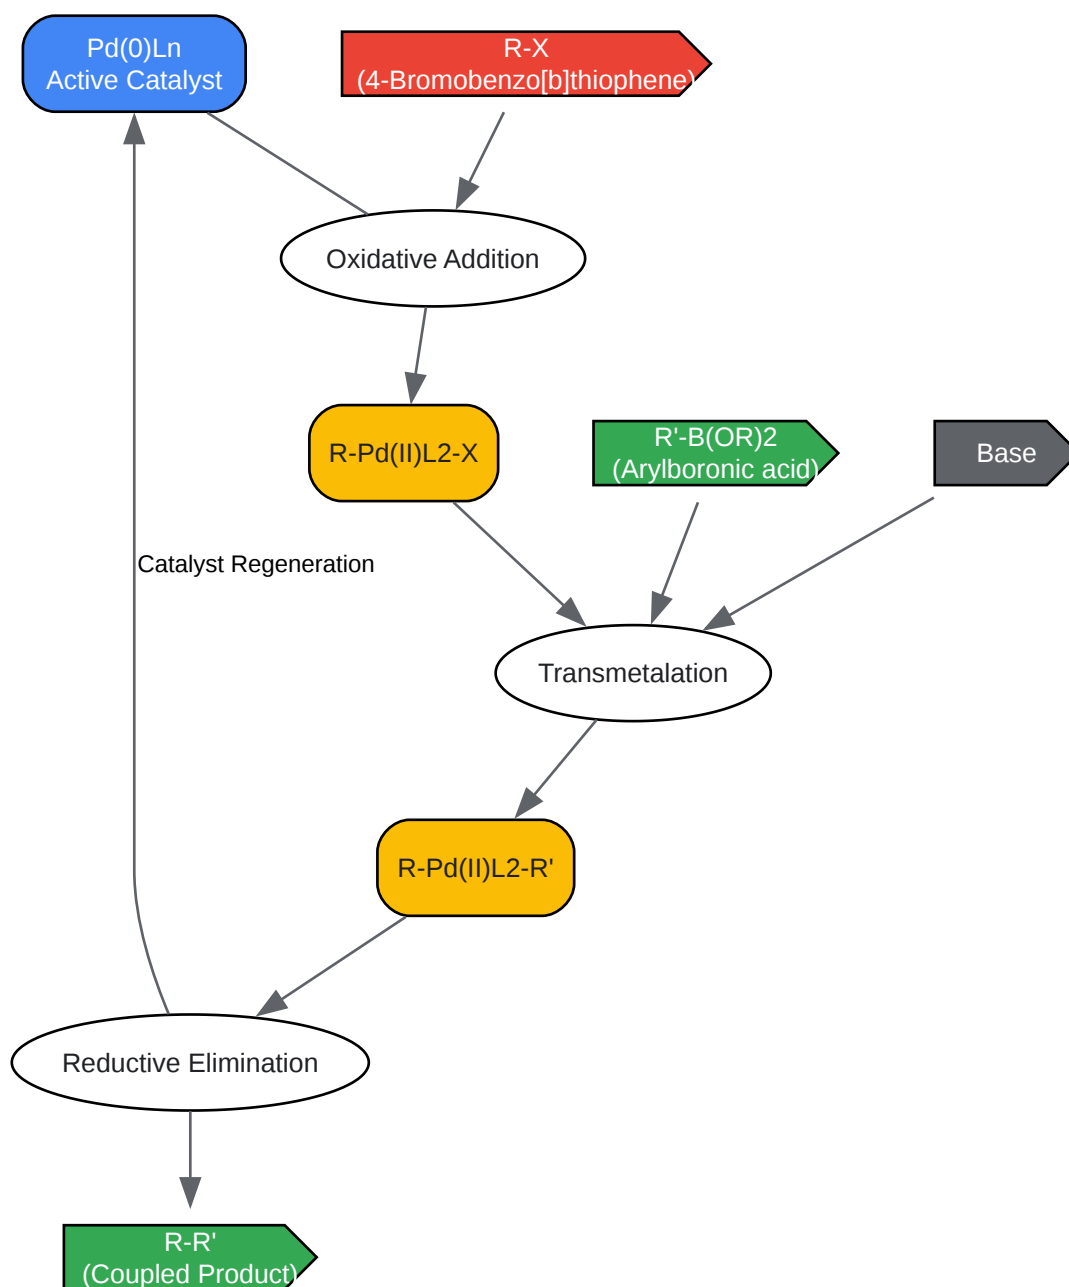 Pd(0)Ln
Active Catalyst
R-X
(4-Bromobenzo[b]thiophene)
Oxidative Addition
R-Pd(II)L2-X
R'-B(OR)2
(Arylboronic acid)
Base
Catalyst Regeneration
Transmetalation
R-Pd(II)L2-R'
Reductive Elimination
R-R'
(Coupled Product)